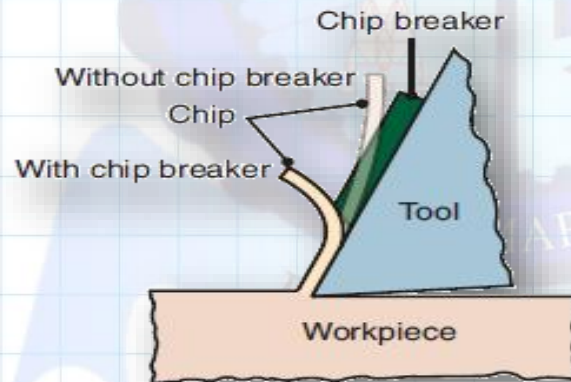 Chip breaker
Without chip breaker
Chip
With chip breaker
Tool
Workpiece